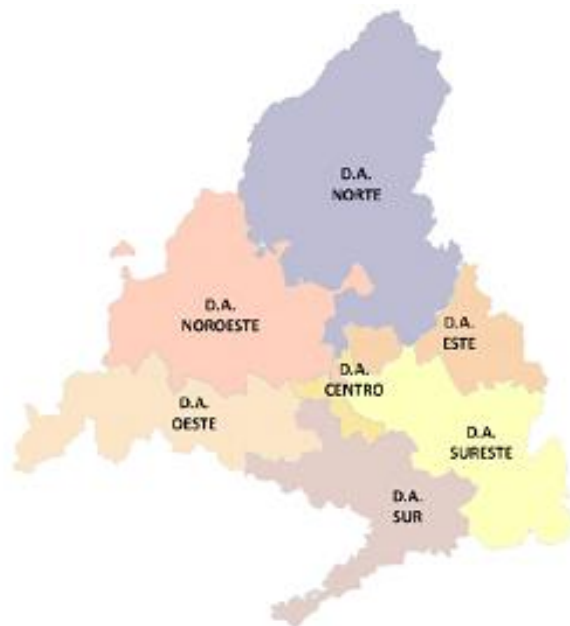 D.A.
NORTE
D.A.
NOROESTE
D.A.
ESTE
D.A.
CENTRO
D.A.
OESTE
D.A.
SURESTE
D.A.
SUR